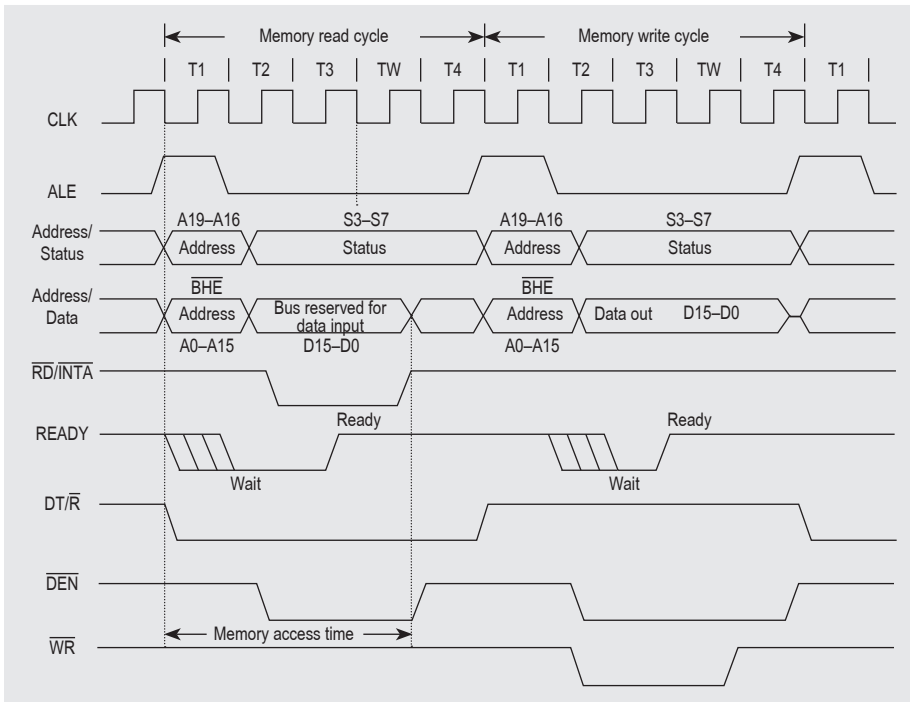 Memory read cycle Memory write cycle
T1 T2 T3 TW T4 T1 T2 T3 TW T4 T1
CLK
ALE
A19–A16 S3–S7 A19–A16 S3–S7
Address/
Status
Address Status Address Status
BHE BHE
Address/
Data
Address Bus reserved for
data input
Address Data out D15–D0
A0–A15 D15–D0 A0–A15
RD/INTA
READY
Ready Ready
Wait Wait
DT/R
DEN
Memory access time
WR